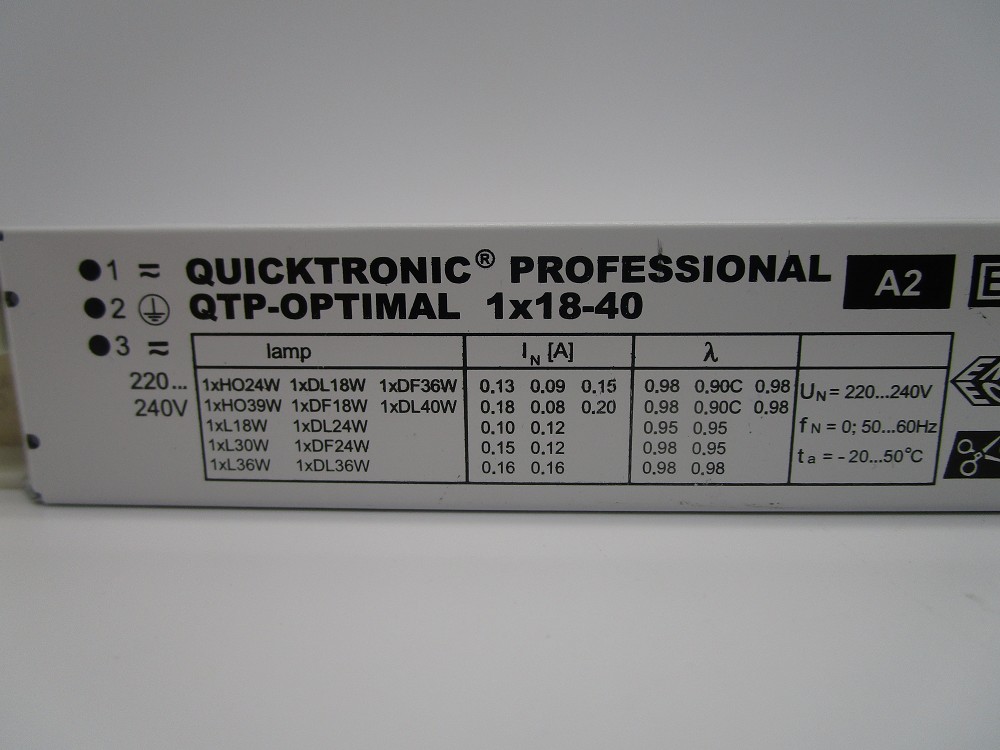 1 ≂ QUICKTRONIC® PROFESSIONAL A2
2 QTP-OPTIMAL 1x18-40
3 ≂ lamp I_N [A] λ
220... 1xHO24W 1xDL18W 1xDF36W 0.13 0.09 0.15 0.98 0.90C 0.98 U_N = 220...240V
240V 1xHO39W 1xDF18W 1xDL40W 0.18 0.08 0.20 0.98 0.90C 0.98
1xL18W 1xDL24W 0.10 0.12 0.95 0.95 f_N = 0; 50...60Hz
1xL30W 1xDF24W 0.15 0.12 0.98 0.95 ta = -20...50°C
1xL36W 1xDL36W 0.16 0.16 0.98 0.98